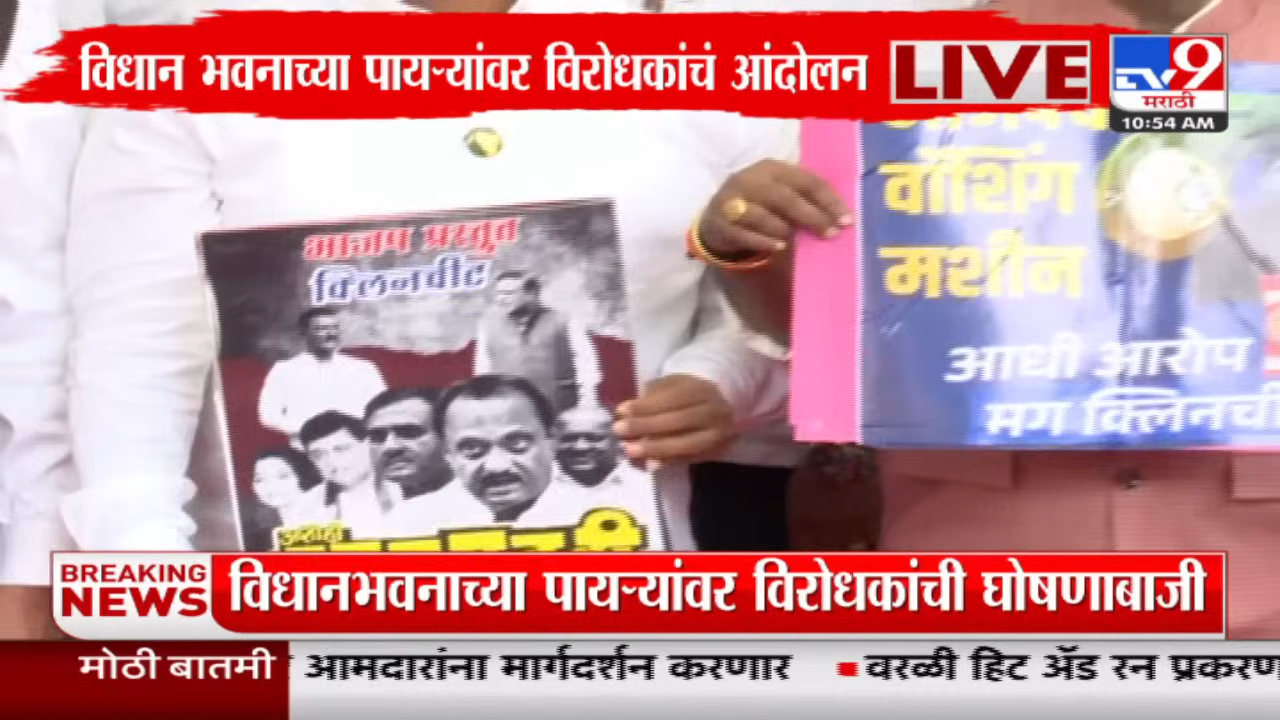 विधान भवनाच्या पायऱ्यांवर विरोधकांचं आंदोलन
LIVE
TV9
मराठी
10:54 AM
भाजप प्रस्तुत
क्लिनचीट
वॉशिंग
मशीन
आधी आरोप
मग क्लिनची
BREAKING
NEWS
विधानभवनाच्या पायऱ्यांवर विरोधकांची घोषणाबाजी
मोठी बातमी
आमदारांना मार्गदर्शन करणार
वरळी हिट अ‍ॅड रन प्रकरण